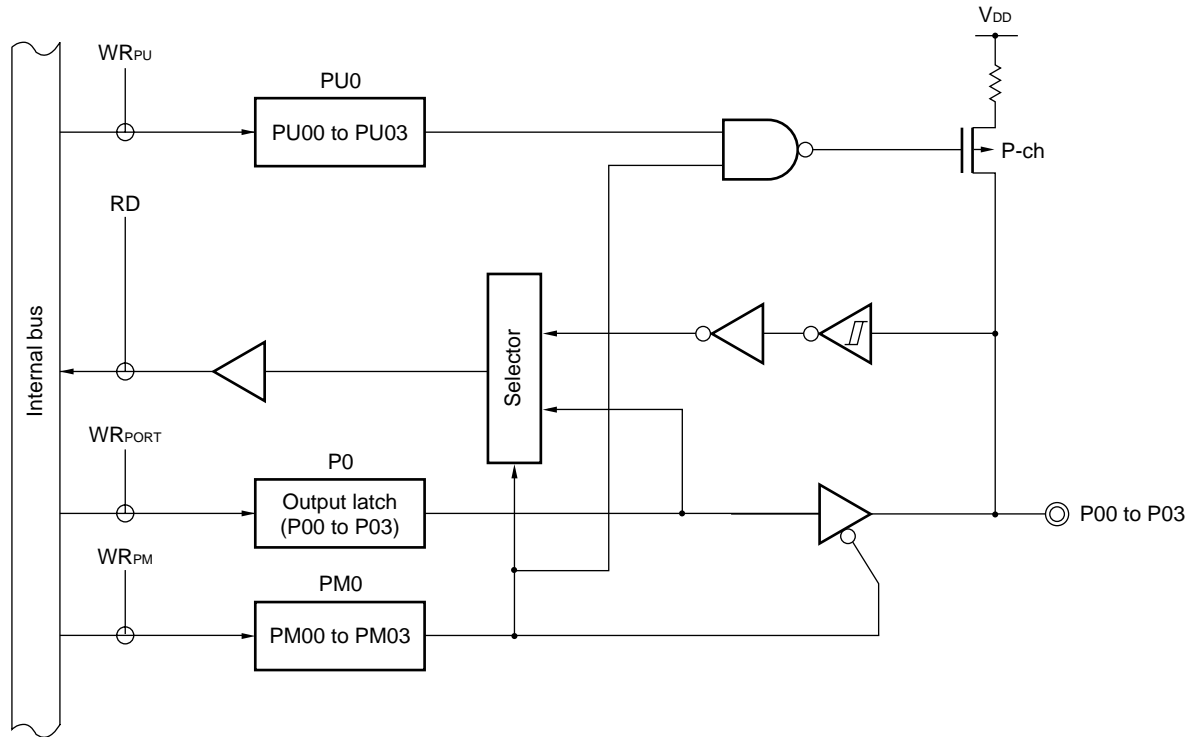 VDD
WRPU
PU0
PU00 to PU03
P-ch
RD
Internal bus
Selector
WRPORT
P0
Output latch
(P00 to P03)
P00 to P03
WRPM
PM0
PM00 to PM03